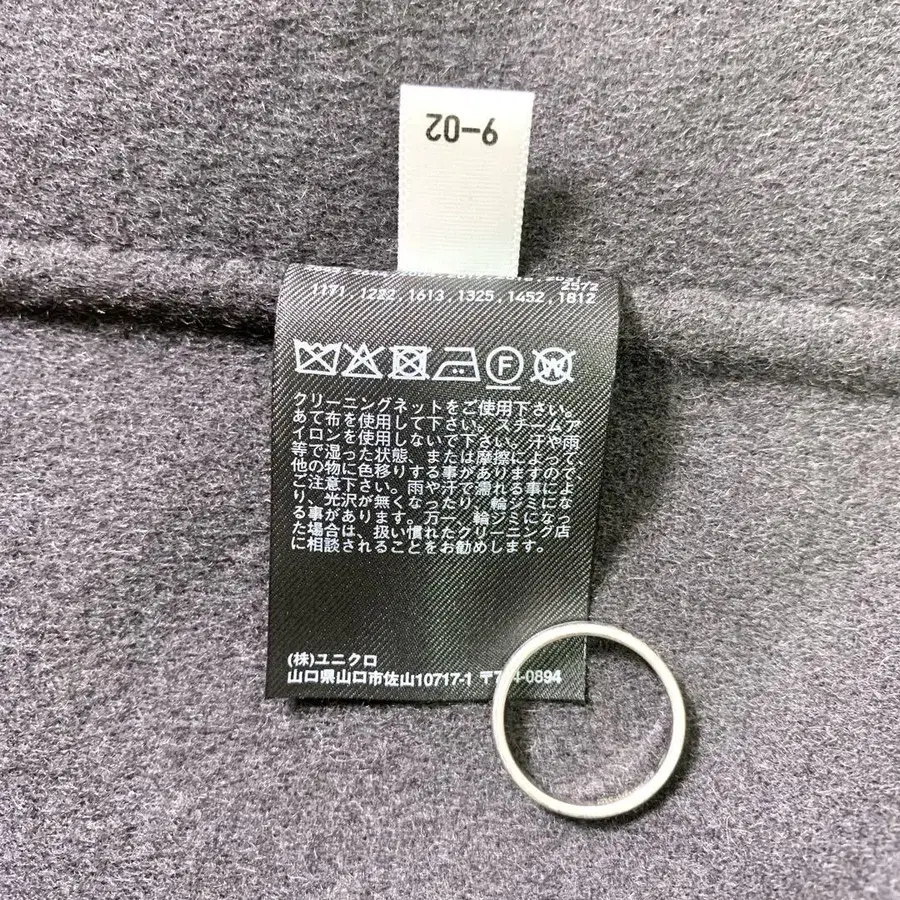 9-02
2572
1171,1222,1613,1325,1452,1812
F
W
クリーニングネットをご使用下さい。
あて布を使用して下さい。スチームア
イロンを使用しないで下さい。汗や雨
等で湿った状態、または摩擦によって、
他の物に色移りする事がありますので、
ご注意下さい。雨や汗で濡れる事によ
り、光沢が無くなったり、輪ジミにな
る事があります。万一、輪ジミになっ
た場合は、扱い慣れたクリーニング店
に相談されることをお勧めします。
(株)ユニクロ
山口県山口市佐山10717-1